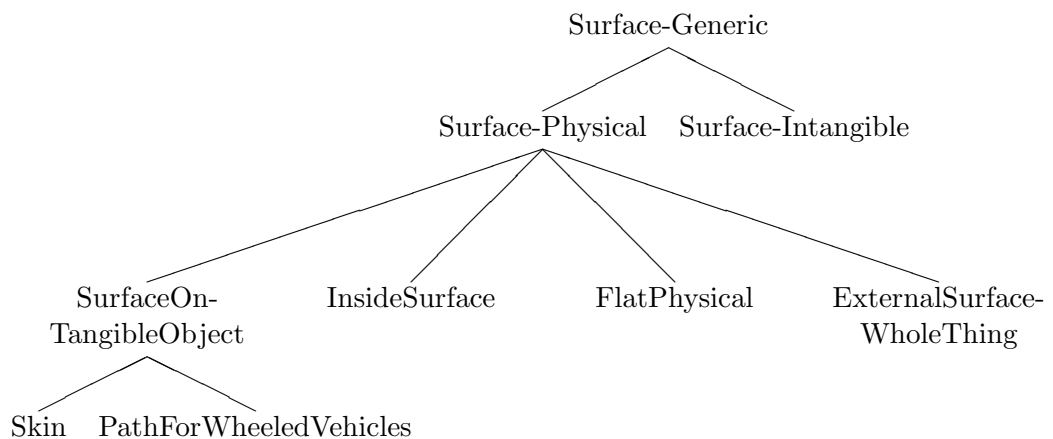 Surface-Generic
Surface-Physical Surface-Intangible
SurfaceOn-
TangibleObject
InsideSurface
FlatPhysical
ExternalSurface-
WholeThing
Skin PathForWheeledVehicles